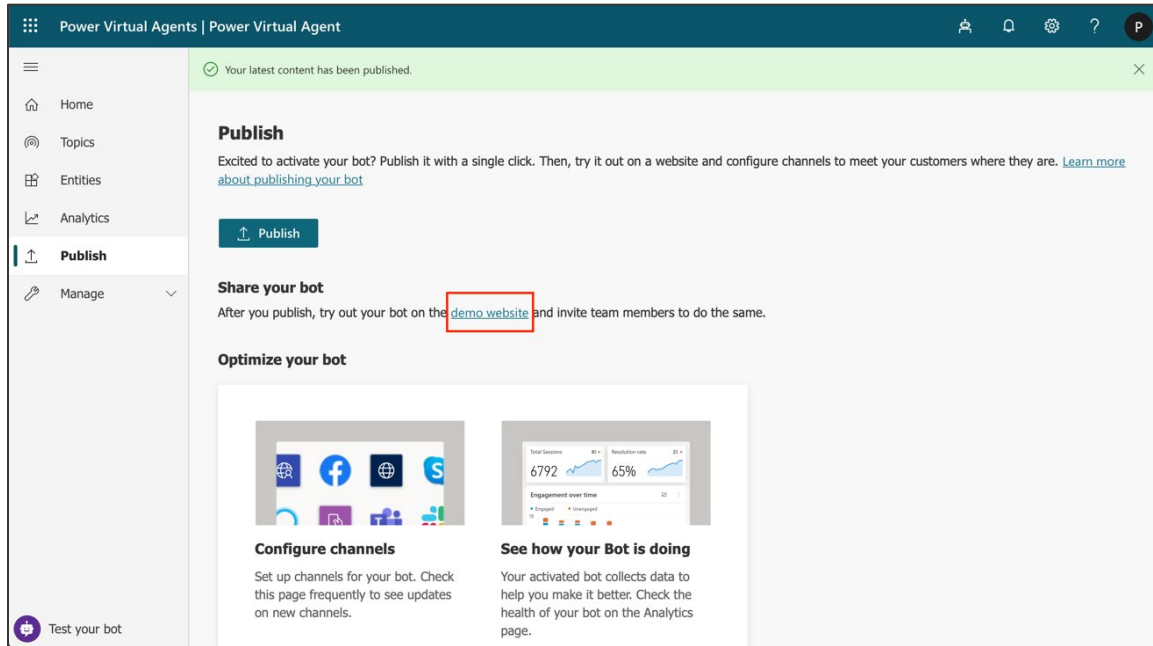 Power Virtual Agents | Power Virtual Agent
?
P
Your latest content has been published.
Home
Topics
Entities
Analytics
Publish
Manage
Test your bot
Publish
Excited to activate your bot? Publish it with a single click. Then, try it out on a website and configure channels to meet your customers where they are. Learn more
about publishing your bot
Publish
Share your bot
After you publish, try out your bot on the demo website and invite team members to do the same.
Optimize your bot
Total Sessions
Resolution rate
6792
65%
Engagement over time
Engaged
Unengaged
Configure channels
Set up channels for your bot. Check
this page frequently to see updates
on new channels.
See how your Bot is doing
Your activated bot collects data to
help you make it better. Check the
health of your bot on the Analytics
page.